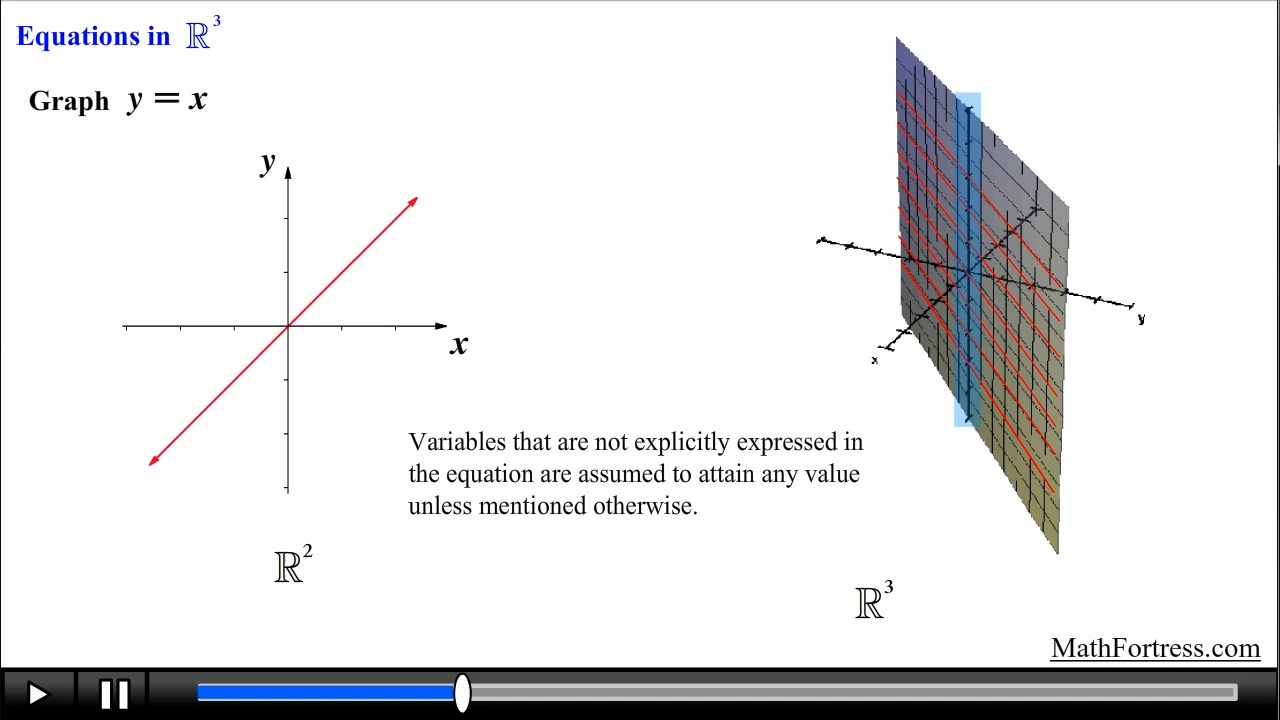 Equations in ℝ³
Graph y = x
y
x
y
x
Variables that are not explicitly expressed in
the equation are assumed to attain any value
unless mentioned otherwise.
ℝ²
ℝ³
MathFortress.com